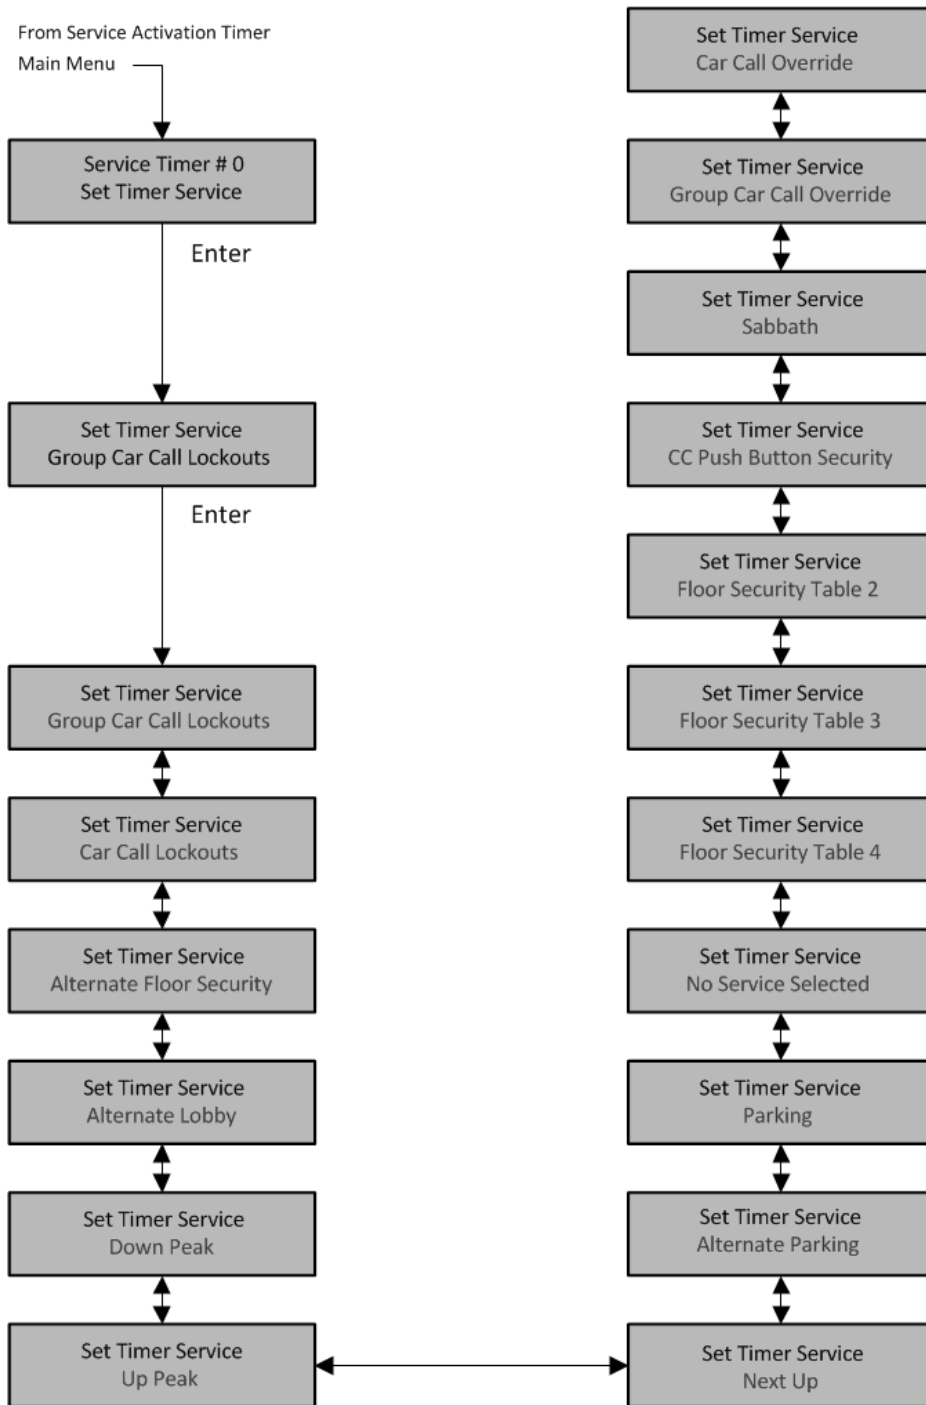 From Service Activation Timer
Main Menu
Service Timer # 0
Set Timer Service
Enter
Set Timer Service
Group Car Call Lockouts
Enter
Set Timer Service
Group Car Call Lockouts
Set Timer Service
Car Call Lockouts
Set Timer Service
Alternate Floor Security
Set Timer Service
Alternate Lobby
Set Timer Service
Down Peak
Set Timer Service
Up Peak
Set Timer Service
Car Call Override
Set Timer Service
Group Car Call Override
Set Timer Service
Sabbath
Set Timer Service
CC Push Button Security
Set Timer Service
Floor Security Table 2
Set Timer Service
Floor Security Table 3
Set Timer Service
Floor Security Table 4
Set Timer Service
No Service Selected
Set Timer Service
Parking
Set Timer Service
Alternate Parking
Set Timer Service
Next Up